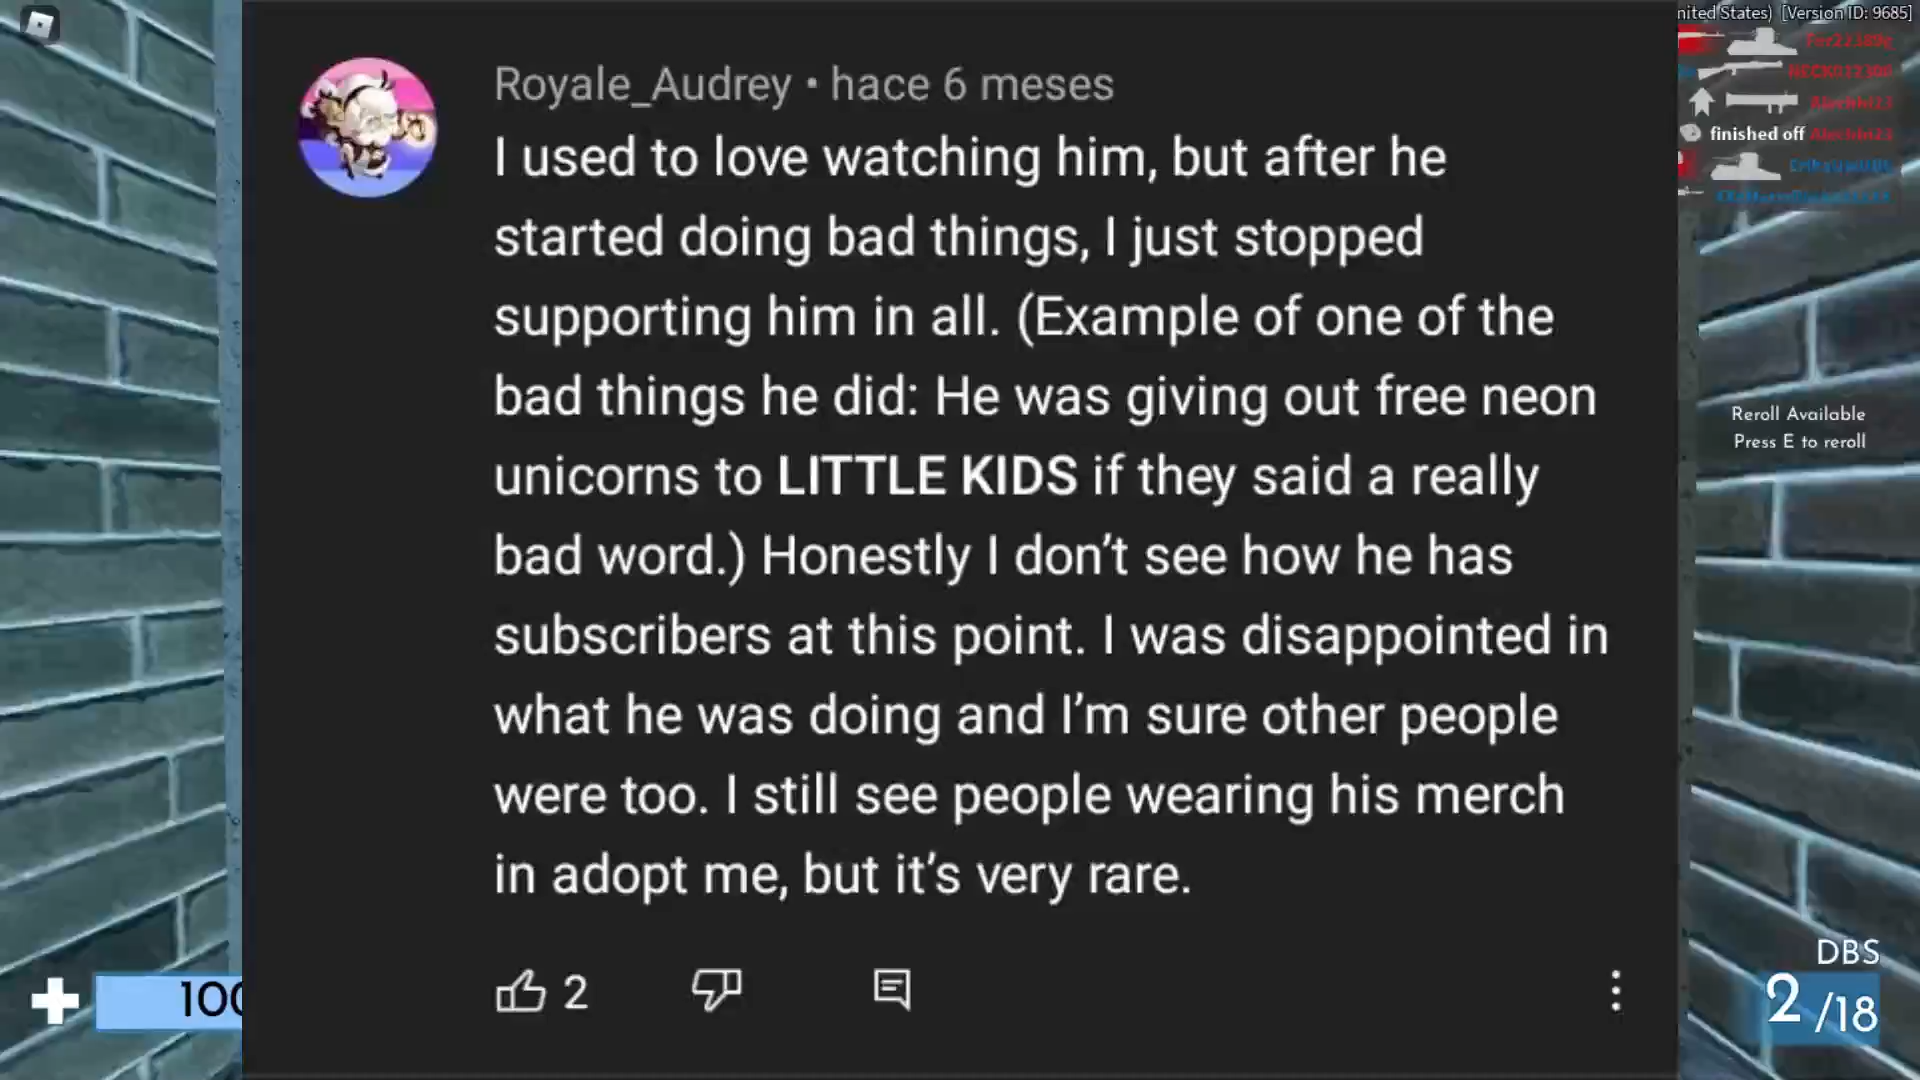 nited States) [Version ID: 9685]
Royale_Audrey • hace 6 meses
I used to love watching him, but after he
started doing bad things, I just stopped
supporting him in all. (Example of one of the
bad things he did: He was giving out free neon
unicorns to LITTLE KIDS if they said a really
bad word.) Honestly I don’t see how he has
subscribers at this point. I was disappointed in
what he was doing and I’m sure other people
were too. I still see people wearing his merch
in adopt me, but it’s very rare.
2
finished off
Reroll Available
Press E to reroll
100
DBS
2 /18